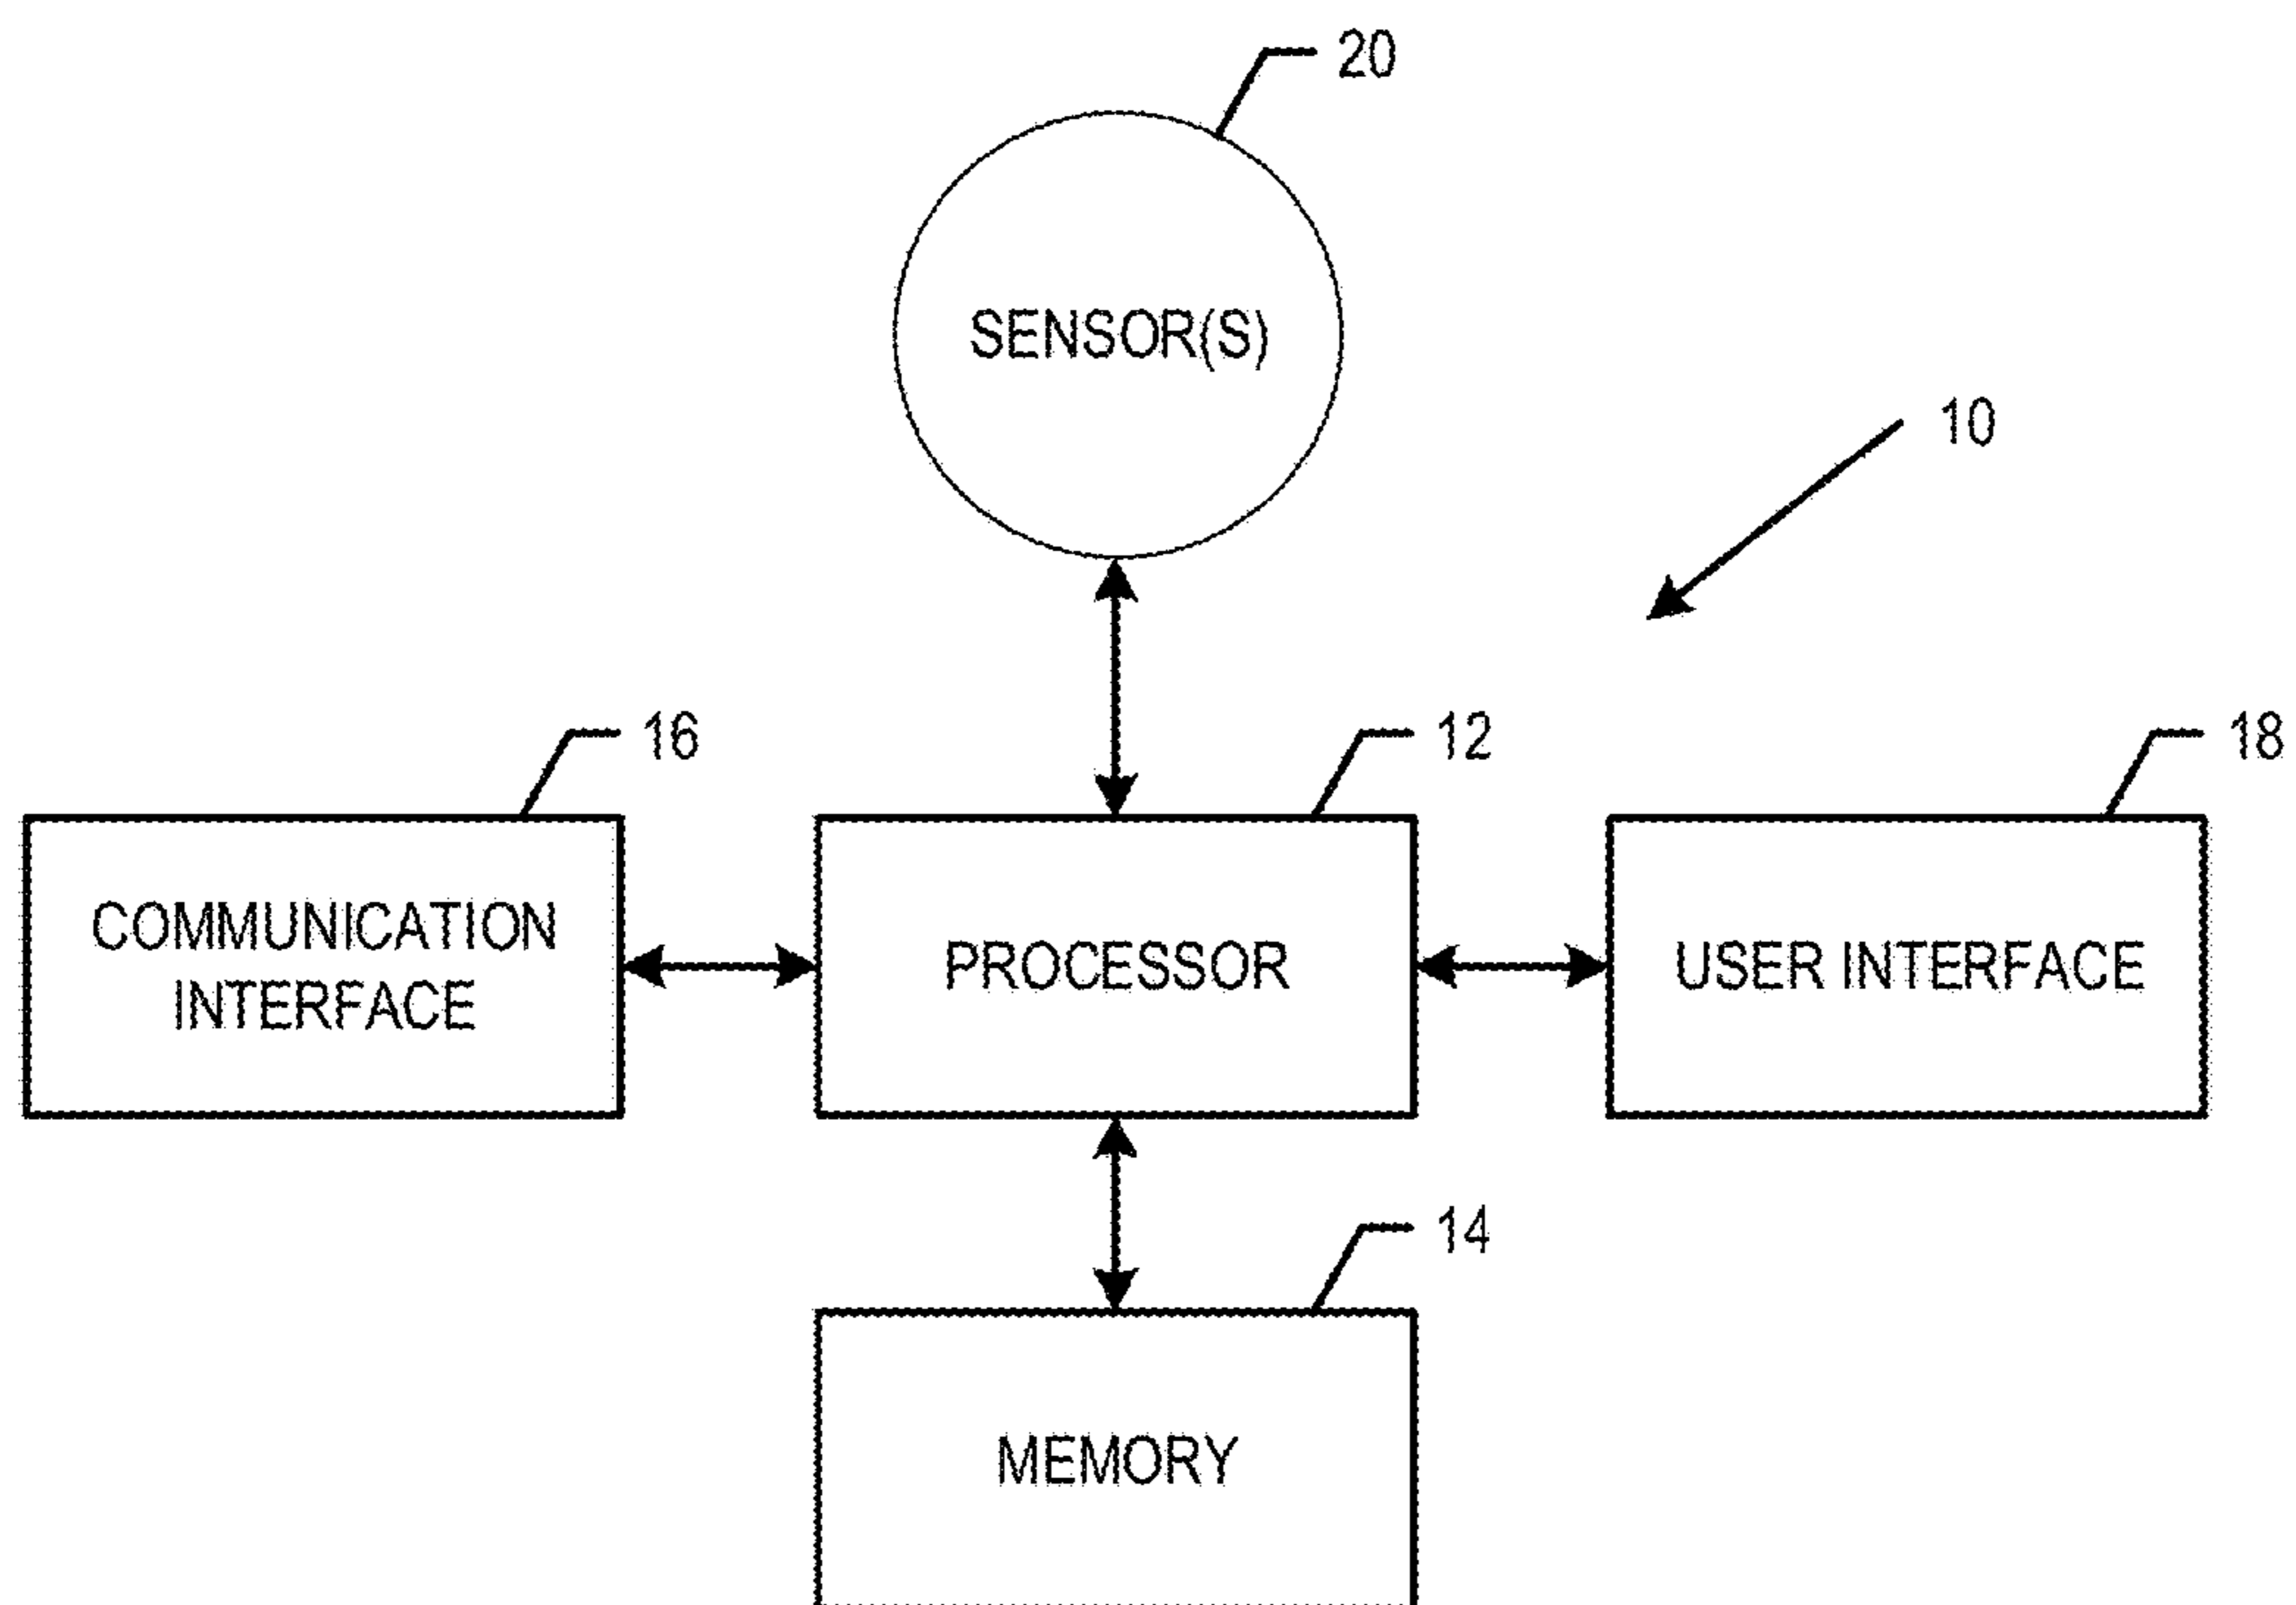 20
SENSOR(S)
10
16
12
18
COMMUNICATION
INTERFACE
PROCESSOR
USER INTERFACE
14
MEMORY